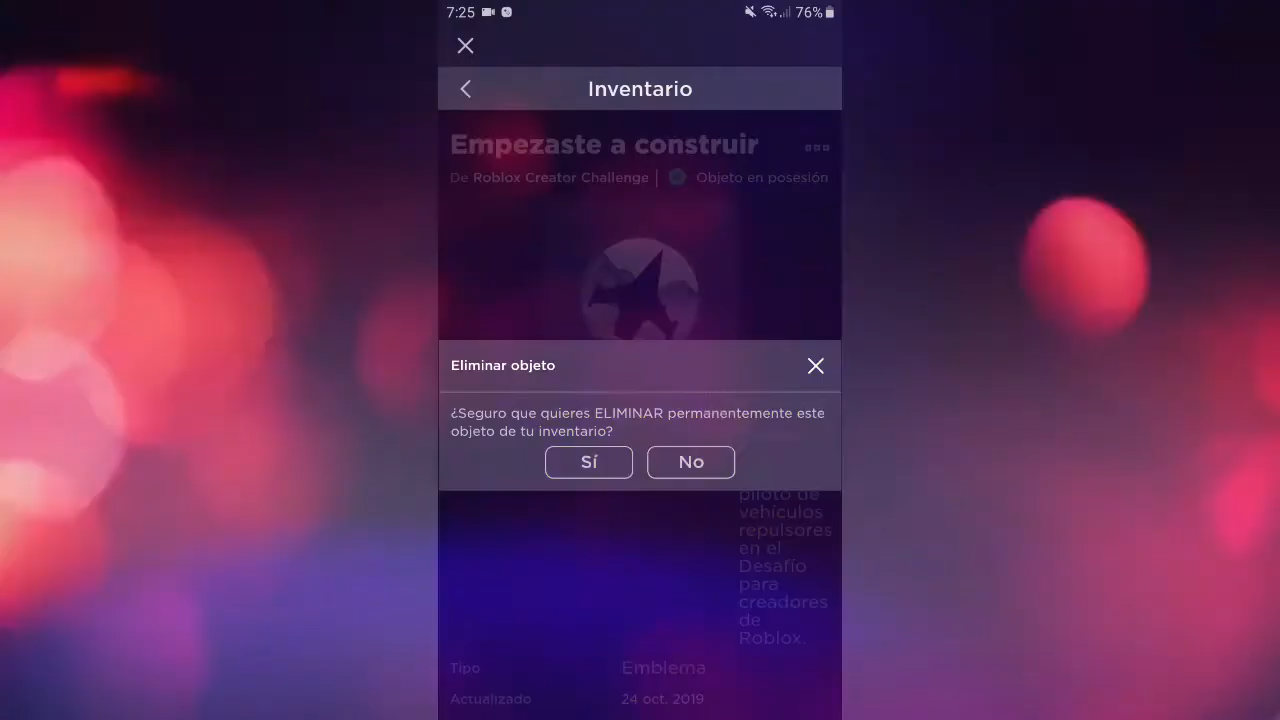 7:25
76%
Inventario
Empezaste a construir
De Roblox Creator Challenge | Objeto en posesión
Eliminar objeto
¿Seguro que quieres ELIMINAR permanentemente este
objeto de tu inventario?
Sí
No
piloto de
vehículos
repulsores
en el
Desafío
para
creadores
de
Roblox.
Tipo
Emblema
Actualizado
24 oct. 2019